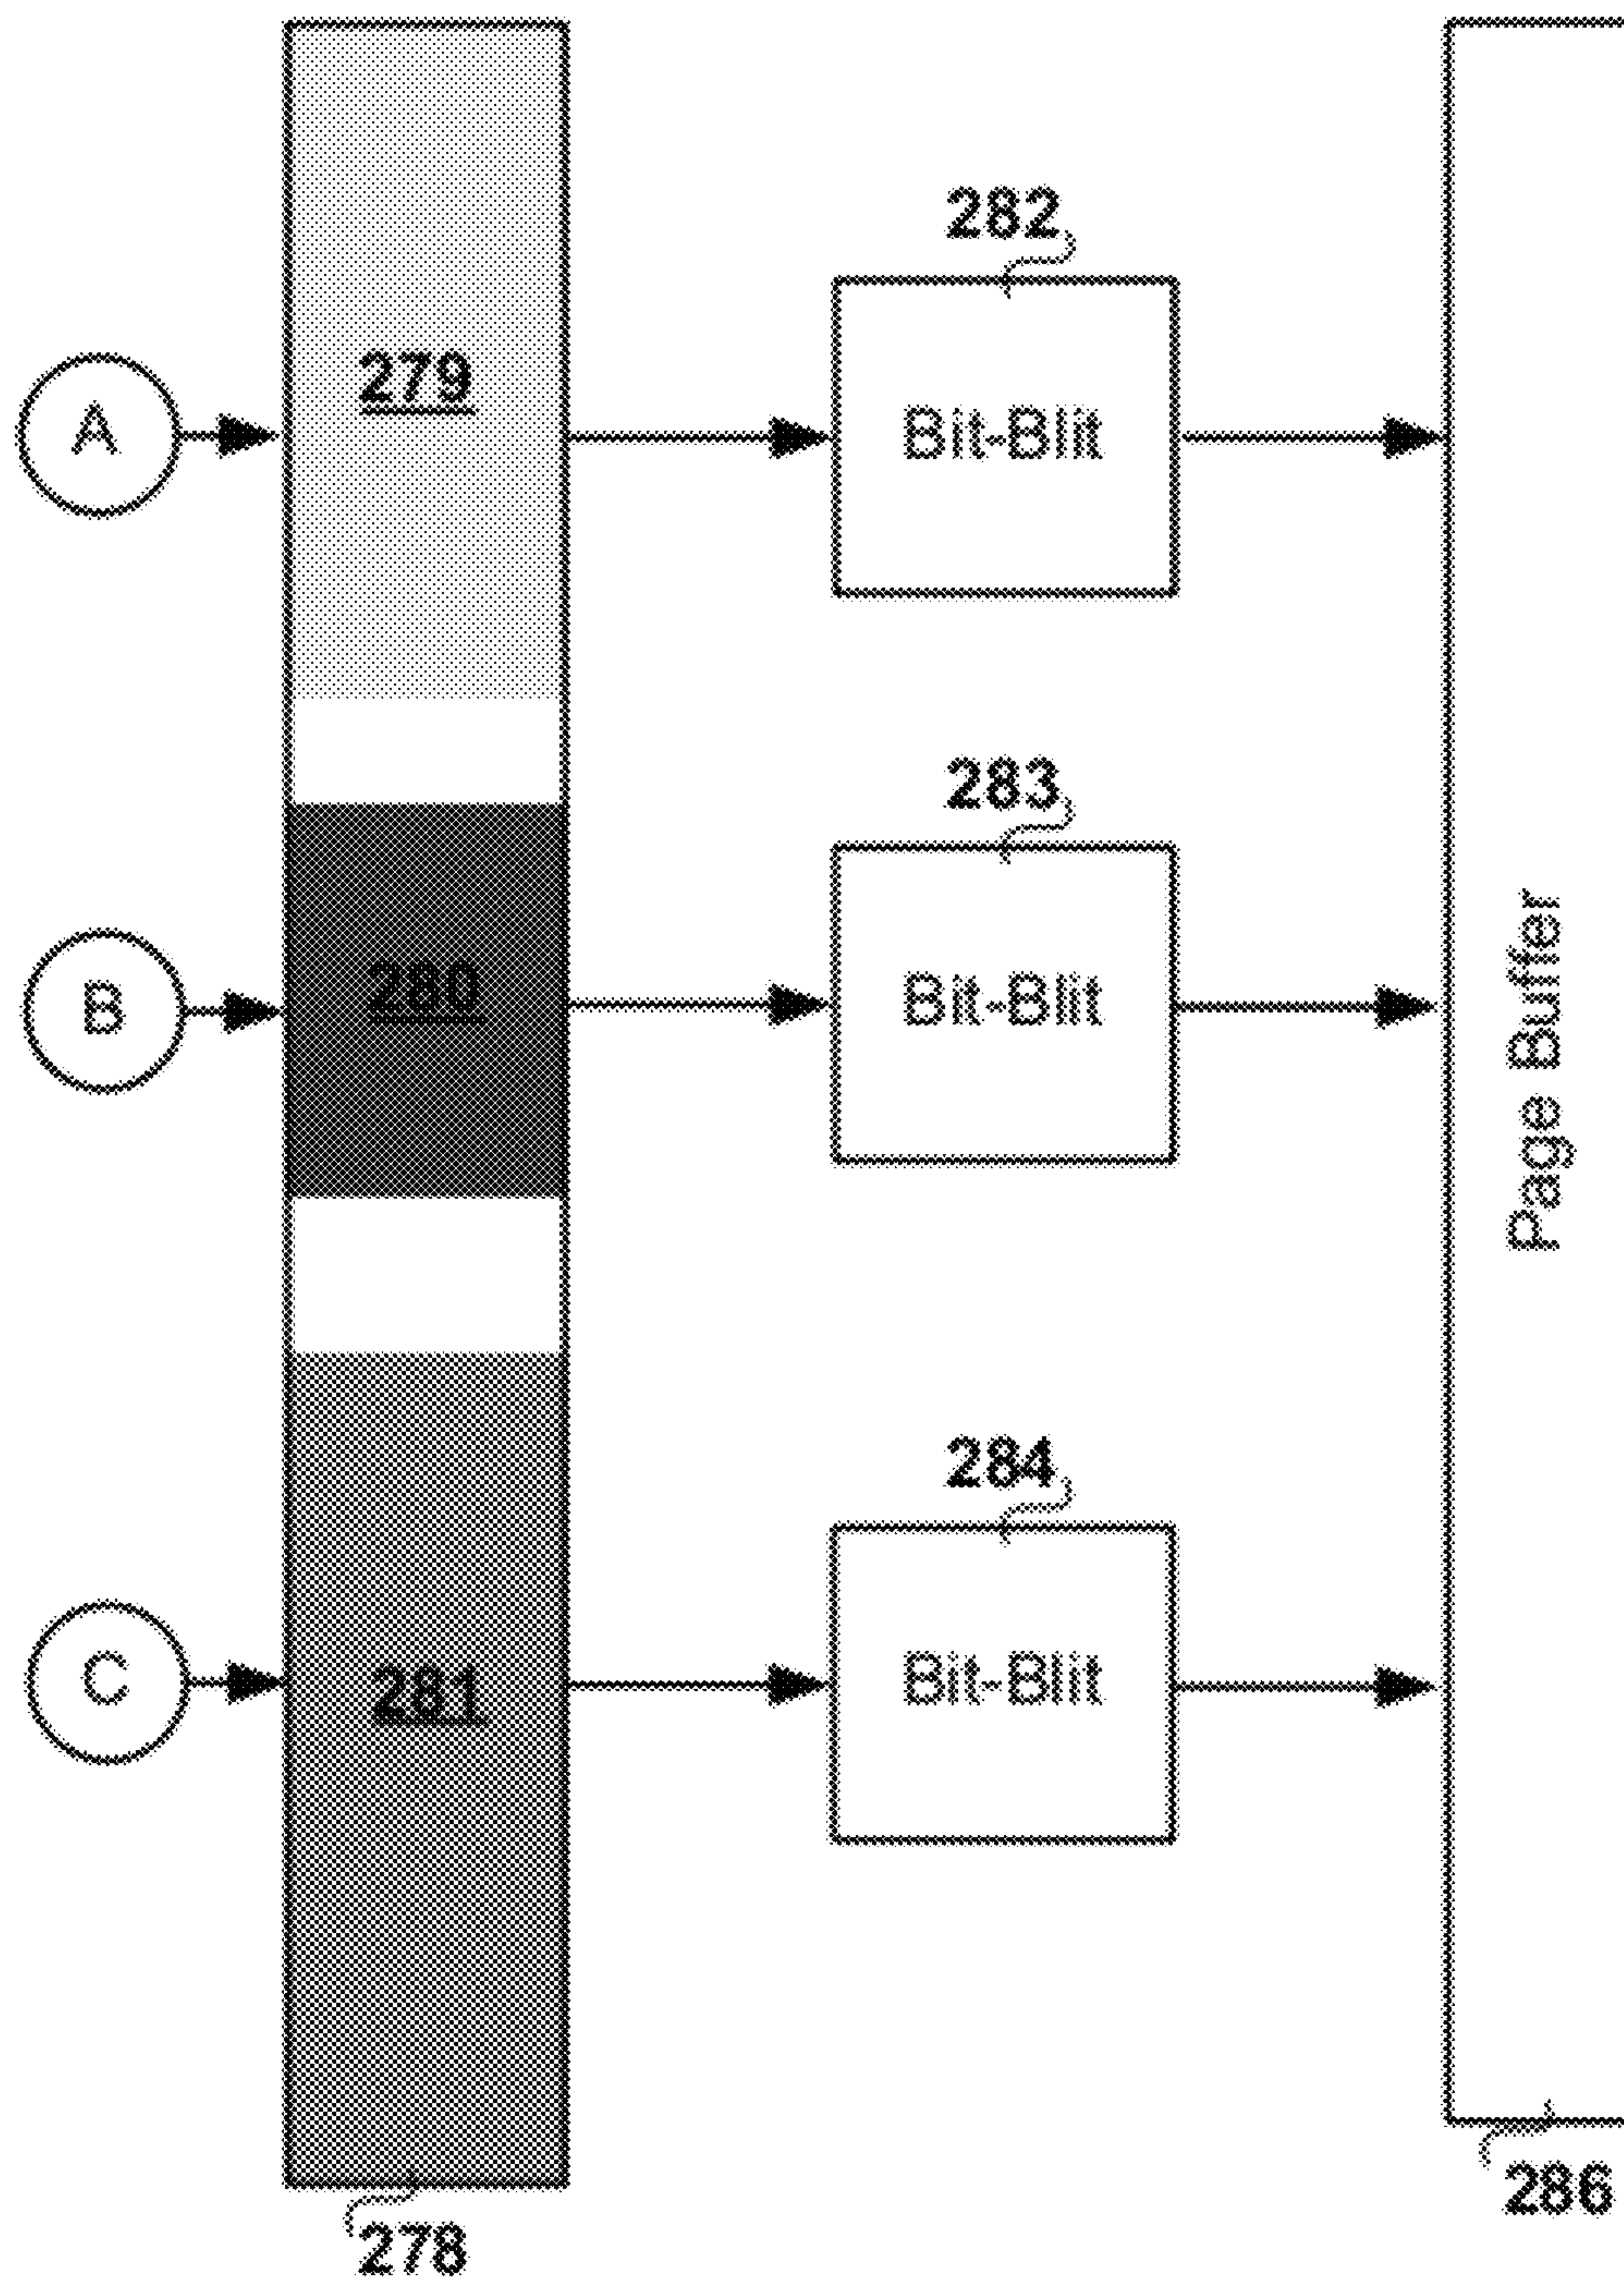 282
279
A
Bit-Blit
283
280
B
Bit-Blit
Page Buffer
284
C
281
Bit-Blit
286
278